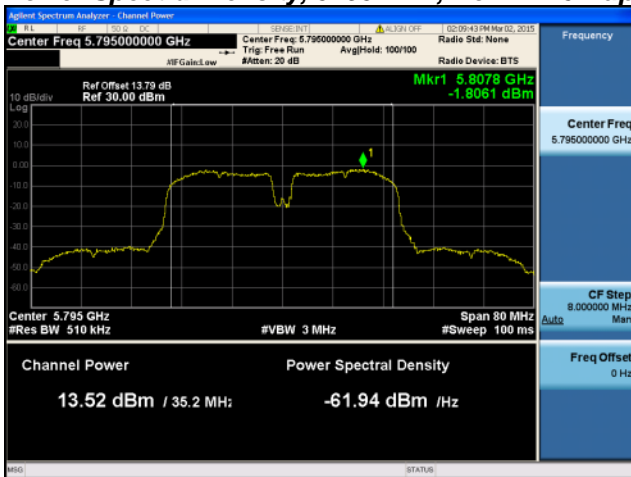 Agilent Spectrum Analyzer - Channel Power
RL RF 50 Ω DC SENSE:INT ALIGN OFF 02:09:43 PM Mar 02, 2015
Center Freq 5.795000000 GHz
Center Freq: 5.795000000 GHz Radio Std: None
Trig: Free Run Avg|Hold: 100/100
#IFGain:Low #Atten: 20 dB Radio Device: BTS
Mkr1 5.8078 GHz
-1.8061 dBm
Ref Offset 13.79 dB
10 dB/div Ref 30.00 dBm
Log
20.0
10.0
0.00
-10.0
-20.0
-30.0
-40.0
-50.0
-60.0
1
Center 5.795 GHz Span 80 MHz
#Res BW 510 kHz #VBW 3 MHz #Sweep 100 ms
Channel Power Power Spectral Density
13.52 dBm / 35.2 MHz -61.94 dBm /Hz
MSG STATUS
Frequency
Center Freq
5.795000000 GHz
CF Step
8.000000 MHz
Auto Man
Freq Offset
0 Hz